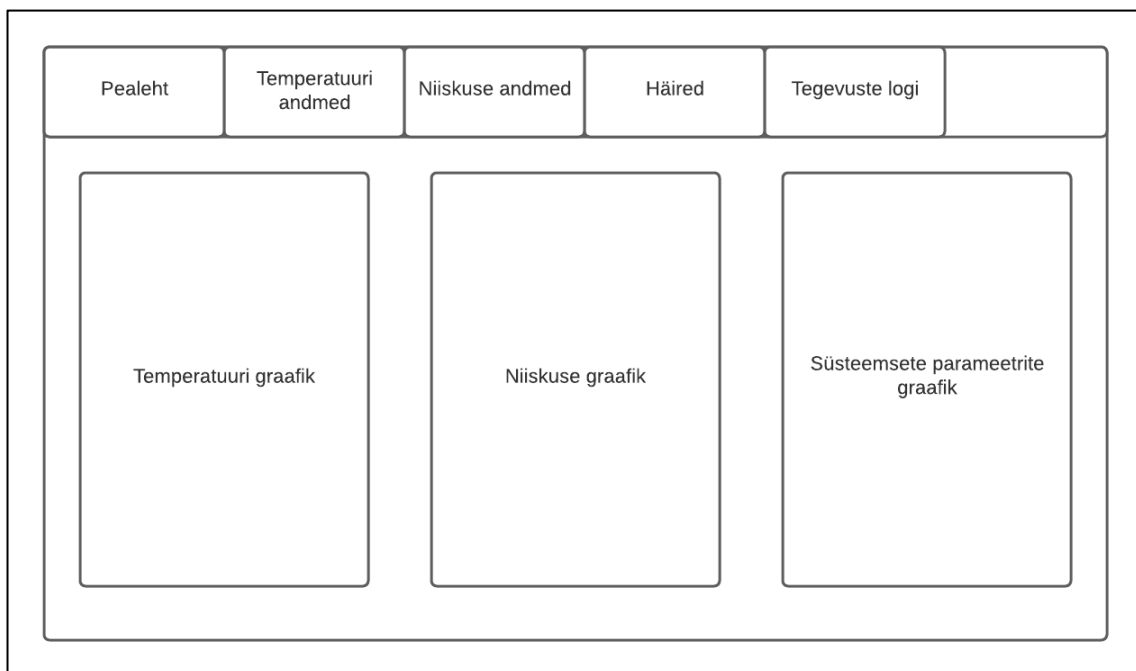 Pealeht
Temperatuuri
andmed
Niiskuse andmed
Häired
Tegevuste logi
Temperatuuri graafik
Niiskuse graafik
Süsteemsete parameetrite
graafik